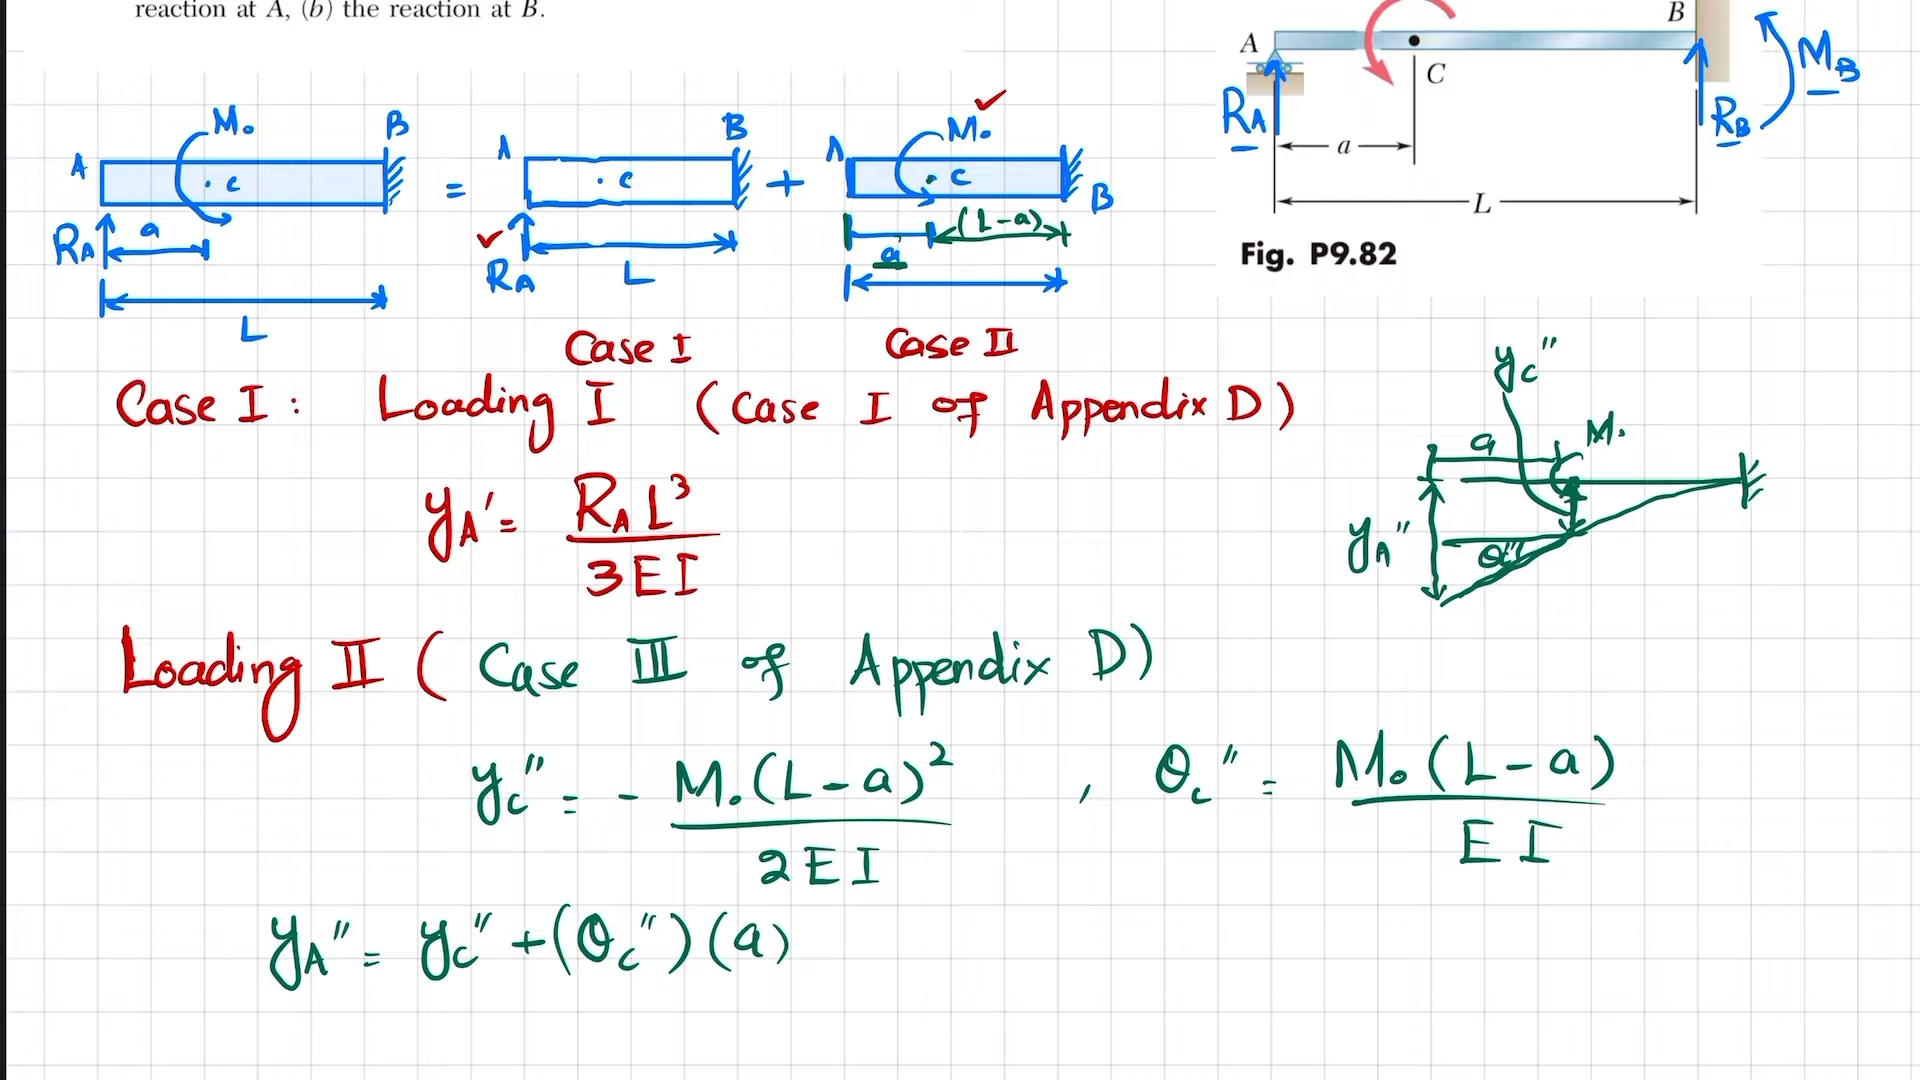 reaction at A, (b) the reaction at B.
A B C
R_A R_B M_B
a
L
Fig. P9.82
A M₀ B
c
R_A a
L
=
A B
c
R_A L
+
A M₀ B
c
a (L-a)
Case I
Case II
Case I : Loading I (Case I of Appendix D)
y_A' = R_A L³ / 3EI
y_c''
a M₀
y_A'' θ_c''
Loading II ( Case III of Appendix D)
y_c'' = - M₀(L-a)² / 2EI , θ_c'' = M₀(L-a) / EI
y_A'' = y_c'' + (θ_c'')(a)